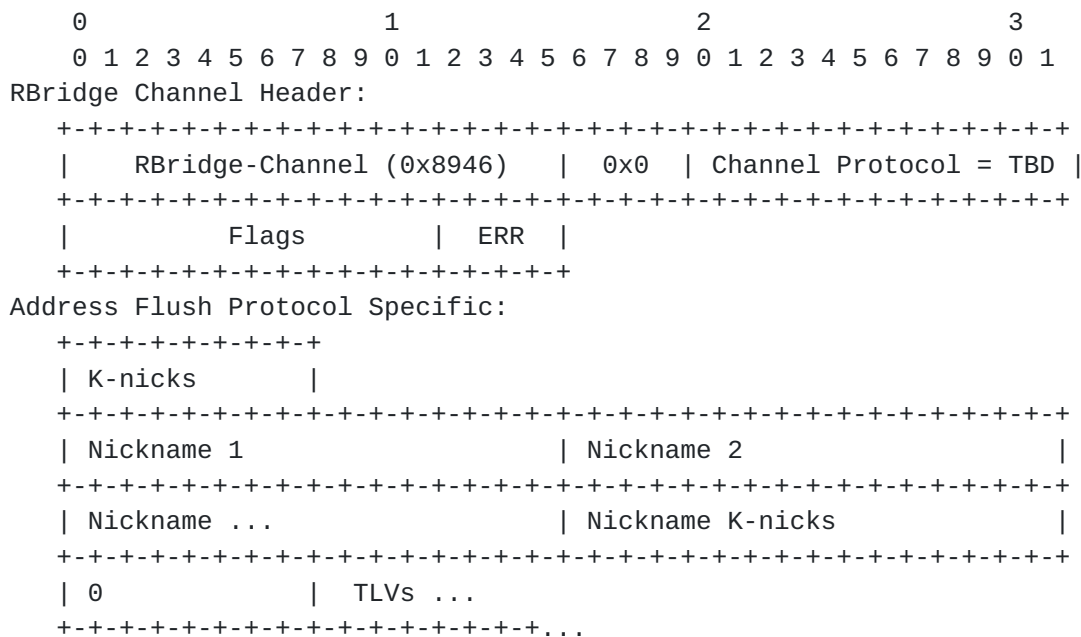 0                   1                   2                   3
    0 1 2 3 4 5 6 7 8 9 0 1 2 3 4 5 6 7 8 9 0 1 2 3 4 5 6 7 8 9 0 1
RBridge Channel Header:
   +-+-+-+-+-+-+-+-+-+-+-+-+-+-+-+-+-+-+-+-+-+-+-+-+-+-+-+-+-+-+-+-+
   |    RBridge-Channel (0x8946)   |  0x0  | Channel Protocol = TBD |
   +-+-+-+-+-+-+-+-+-+-+-+-+-+-+-+-+-+-+-+-+-+-+-+-+-+-+-+-+-+-+-+-+
   |          Flags        |  ERR  |
   +-+-+-+-+-+-+-+-+-+-+-+-+-+-+-+-+
Address Flush Protocol Specific:
   +-+-+-+-+-+-+-+-+
   | K-nicks       |
   +-+-+-+-+-+-+-+-+-+-+-+-+-+-+-+-+-+-+-+-+-+-+-+-+-+-+-+-+-+-+-+-+
   | Nickname 1                    | Nickname 2                    |
   +-+-+-+-+-+-+-+-+-+-+-+-+-+-+-+-+-+-+-+-+-+-+-+-+-+-+-+-+-+-+-+-+
   | Nickname ...                  | Nickname K-nicks              |
   +-+-+-+-+-+-+-+-+-+-+-+-+-+-+-+-+-+-+-+-+-+-+-+-+-+-+-+-+-+-+-+-+
   | 0             |  TLVs ...
   +-+-+-+-+-+-+-+-+-+-+-+-+-+-+-+...